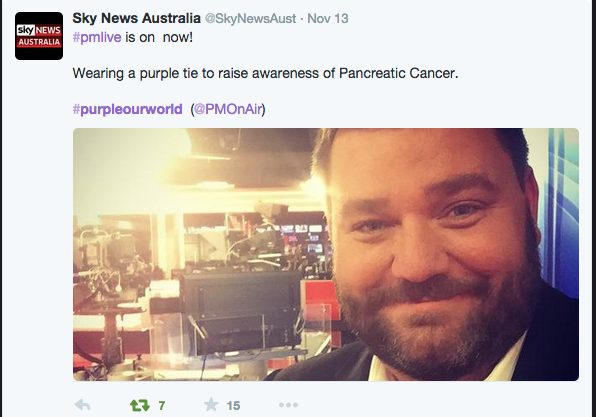 Sky News Australia @SkyNewsAust · Nov 13
sky NEWS
AUSTRALIA
#pmlive is on  now!
Wearing a purple tie to raise awareness of Pancreatic Cancer.
#purpleourworld  (@PMOnAir)
7
15